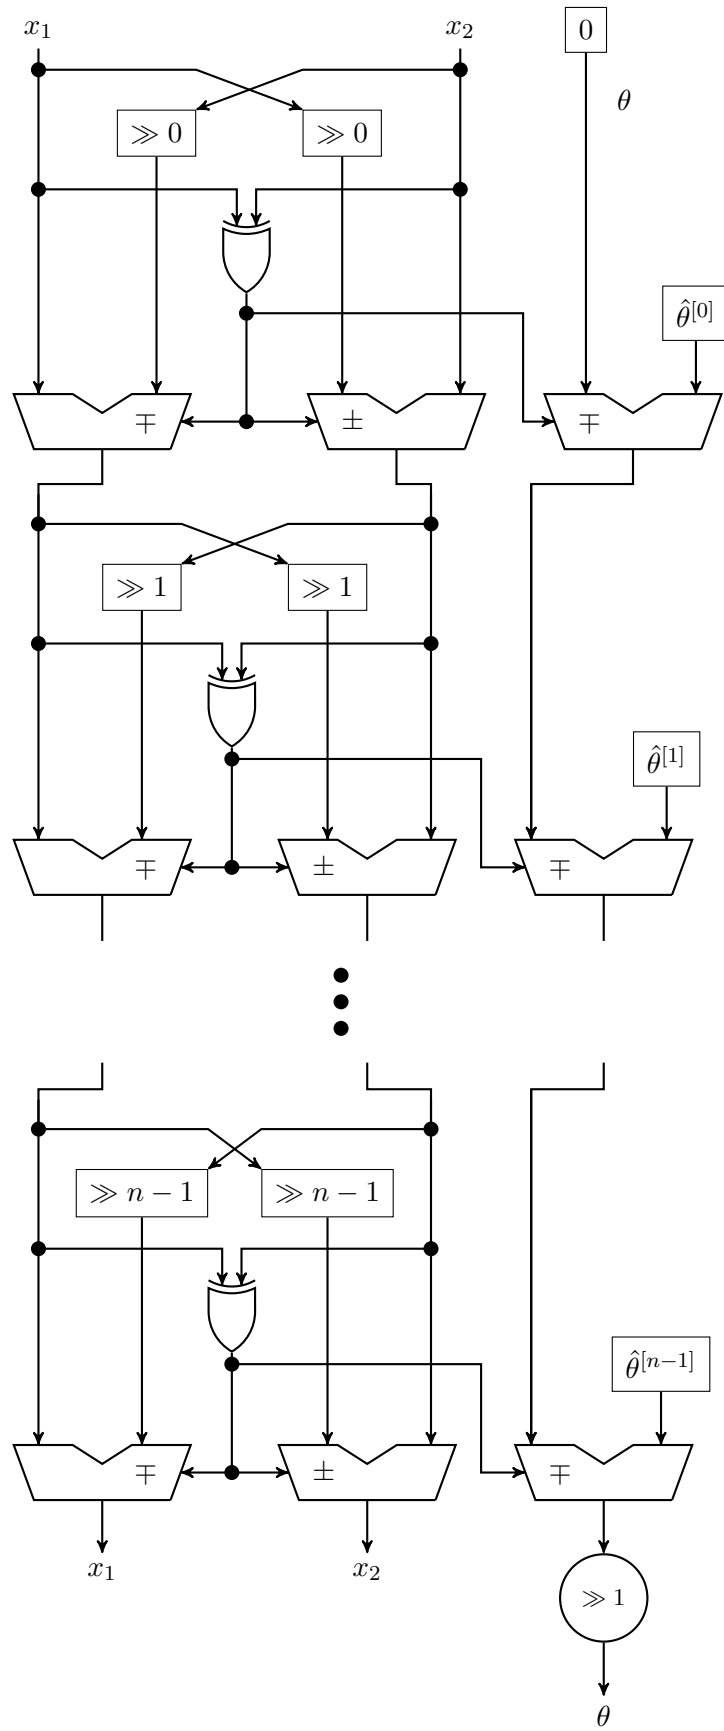 x₁ x₂ 0
θ
≫ 0 ≫ 0
θ̂^[0]
∓ ± ∓
≫ 1 ≫ 1
θ̂^[1]
∓ ± ∓
≫ n − 1 ≫ n − 1
θ̂^[n−1]
∓ ± ∓
x₁ x₂
≫ 1
θ